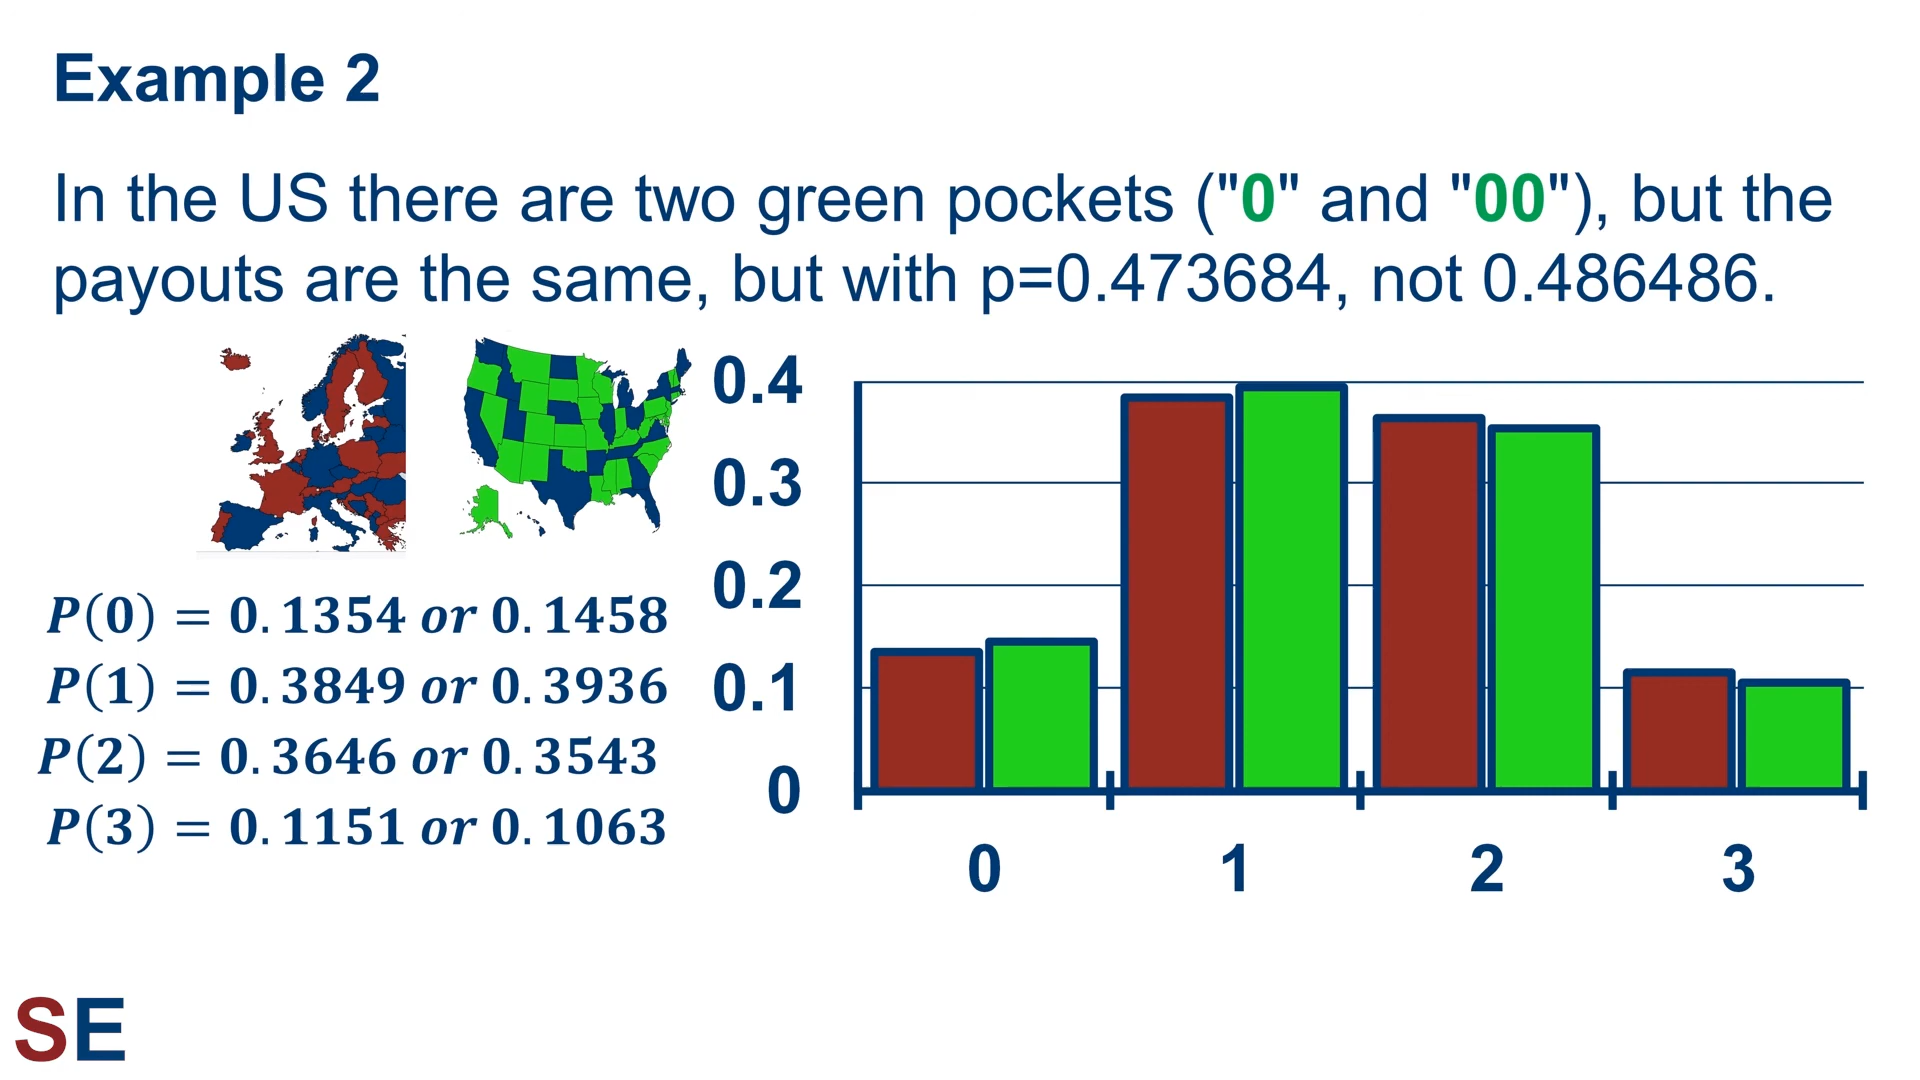 Example 2
In the US there are two green pockets ("0" and "00"), but the
payouts are the same, but with p=0.473684, not 0.486486.
P(0) = 0.1354 or 0.1458
P(1) = 0.3849 or 0.3936
P(2) = 0.3646 or 0.3543
P(3) = 0.1151 or 0.1063
0.4
0.3
0.2
0.1
0
0 1 2 3
SE